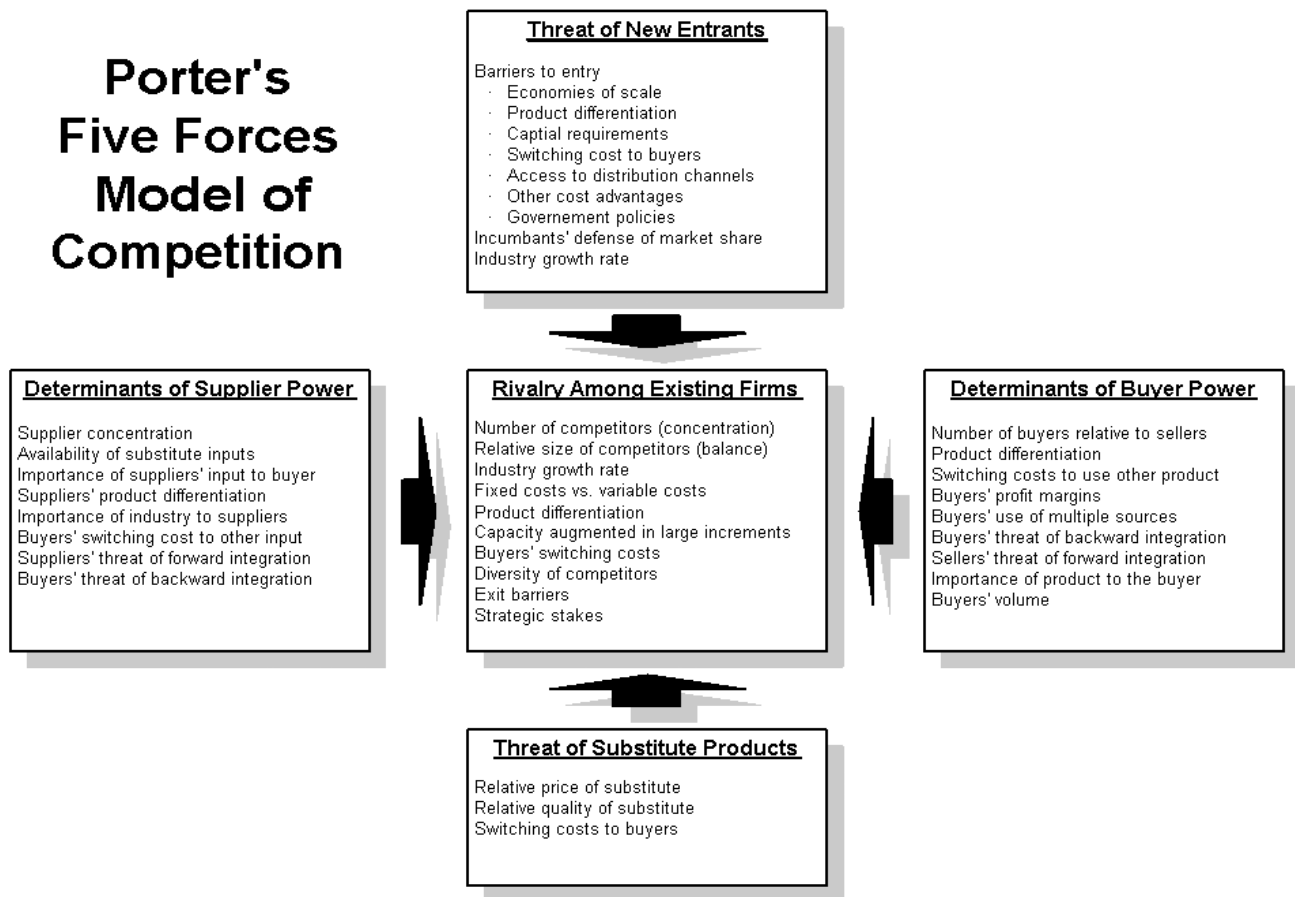 Porter's
Five Forces
Model of
Competition
Threat of New Entrants
Barriers to entry
· Economies of scale
· Product differentiation
· Captial requirements
· Switching cost to buyers
· Access to distribution channels
· Other cost advantages
· Governement policies
Incumbants' defense of market share
Industry growth rate
Determinants of Supplier Power
Supplier concentration
Availability of substitute inputs
Importance of suppliers' input to buyer
Suppliers' product differentiation
Importance of industry to suppliers
Buyers' switching cost to other input
Suppliers' threat of forward integration
Buyers' threat of backward integration
Rivalry Among Existing Firms
Number of competitors (concentration)
Relative size of competitors (balance)
Industry growth rate
Fixed costs vs. variable costs
Product differentiation
Capacity augmented in large increments
Buyers' switching costs
Diversity of competitors
Exit barriers
Strategic stakes
Determinants of Buyer Power
Number of buyers relative to sellers
Product differentiation
Switching costs to use other product
Buyers' profit margins
Buyers' use of multiple sources
Buyers' threat of backward integration
Sellers' threat of forward integration
Importance of product to the buyer
Buyers' volume
Threat of Substitute Products
Relative price of substitute
Relative quality of substitute
Switching costs to buyers